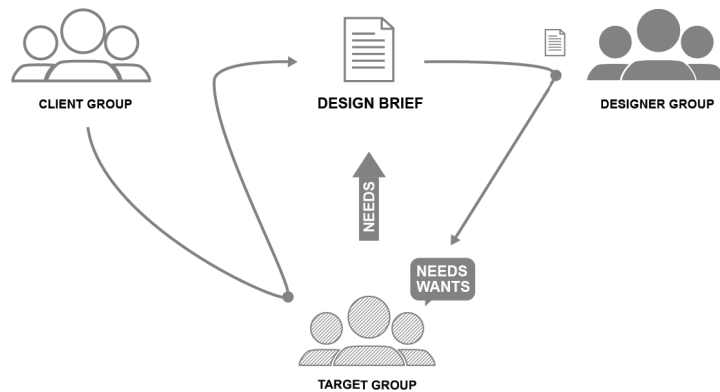 CLIENT GROUP
DESIGN BRIEF
DESIGNER GROUP
NEEDS
NEEDS
WANTS
TARGET GROUP